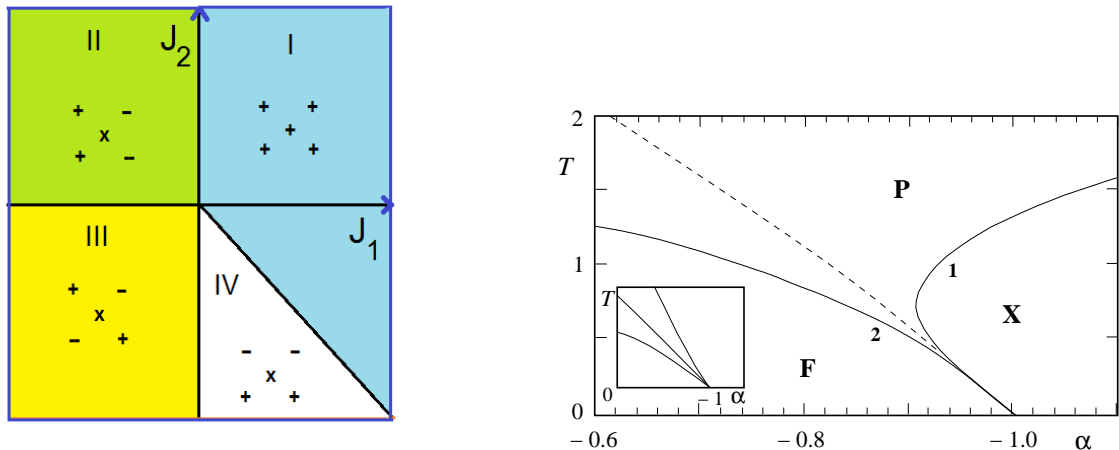 II
J2
I
+ −
x
+ −
+ +
+
+ +
III
J1
+ −
x
− +
IV
− −
x
+ +
2
T
P
1
1
X
T
2
F
0
− 1 α
0
− 0.6
− 0.8
− 1.0
α